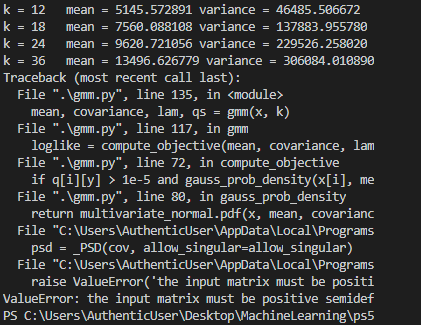 k = 12   mean = 5145.572891 variance = 46485.506672
k = 18   mean = 7560.088108 variance = 137883.955780
k = 24   mean = 9620.721056 variance = 229526.258020
k = 36   mean = 13496.626779 variance = 306084.010890
Traceback (most recent call last):
  File ".\gmm.py", line 135, in <module>
    mean, covariance, lam, qs = gmm(x, k)
  File ".\gmm.py", line 117, in gmm
    loglike = compute_objective(mean, covariance, lam
  File ".\gmm.py", line 72, in compute_objective
    if q[i][y] > 1e-5 and gauss_prob_density(x[i], me
  File ".\gmm.py", line 80, in gauss_prob_density
    return multivariate_normal.pdf(x, mean, covarianc
  File "C:\Users\AuthenticUser\AppData\Local\Programs
    psd = _PSD(cov, allow_singular=allow_singular)
  File "C:\Users\AuthenticUser\AppData\Local\Programs
    raise ValueError('the input matrix must be positi
ValueError: the input matrix must be positive semidef
PS C:\Users\AuthenticUser\Desktop\MachineLearning\ps5